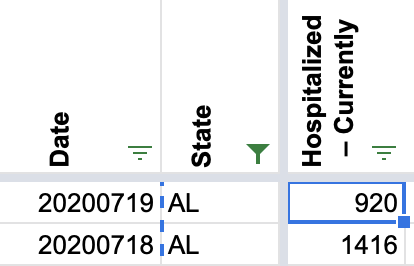 Date
State
Hospitalized
– Currently
20200719 AL 920
20200718 AL 1416